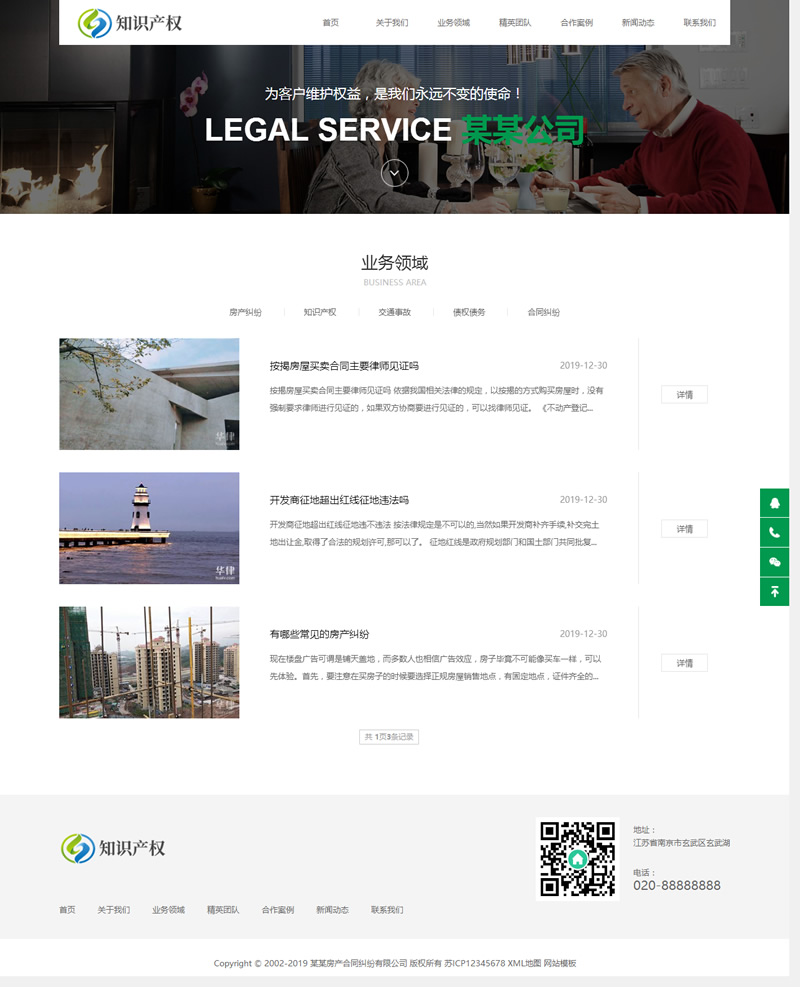 知识产权
首页 关于我们 业务领域 精英团队 合作案例 新闻动态 联系我们
为客户维护权益，是我们永远不变的使命！
LEGAL SERVICE 某某公司
业务领域
BUSINESS AREA
房产纠纷 知识产权 交通事故 债权债务 合同纠纷
按揭房屋买卖合同主要律师见证吗 2019-12-30
按揭房屋买卖合同主要律师见证吗 依据我国相关法律的规定，以按揭的方式购买房屋时，没有
强制要求律师进行见证的，如果双方协商要进行见证的，可以找律师见证。 《不动产登记...
详情
华律
开发商征地超出红线征地违法吗 2019-12-30
开发商征地超出红线征地违不违法 按法律规定是不可以的,当然如果开发商补齐手续,补交完土
地出让金,取得了合法的规划许可,那可以了。 征地红线是政府规划部门和国土部门共同批复...
详情
华律
有哪些常见的房产纠纷 2019-12-30
现在楼盘广告可谓是铺天盖地，而多数人也相信广告效应，房子毕竟不可能像买车一样，可以
先体验。首先，要注意在买房子的时候要选择正规房屋销售地点，有固定地点，证件齐全的...
详情
华律
共 1页3条记录
知识产权
首页 关于我们 业务领域 精英团队 合作案例 新闻动态 联系我们
地址：
江苏省南京市玄武区玄武湖
电话：
020-88888888
Copyright © 2002-2019 某某房产合同纠纷有限公司 版权所有 苏ICP12345678 XML地图 网站模板